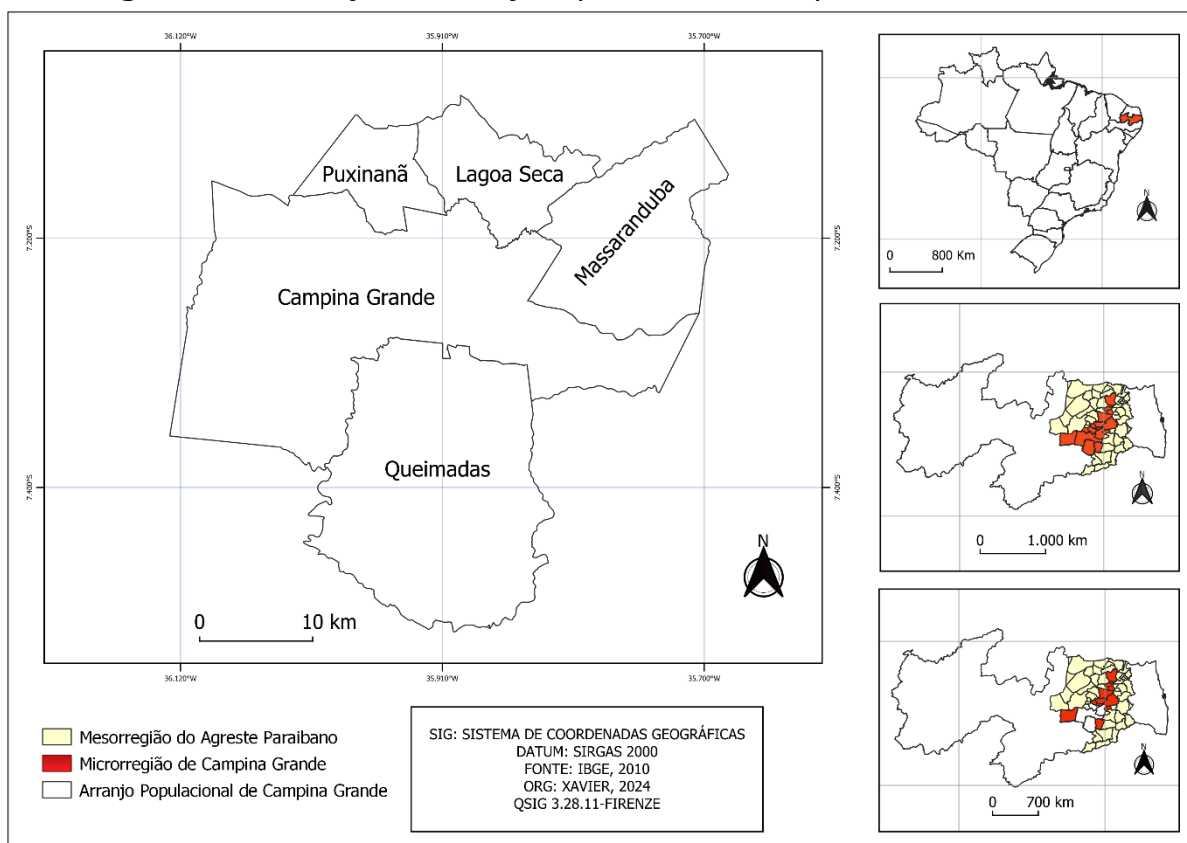 36.120°W
35.910°W
35.700°W
Puxinanã
Lagoa Seca
Massaranduba
7.200°S
7.200°S
Campina Grande
Queimadas
7.400°S
7.400°S
N
0 10 km
36.120°W
35.910°W
35.700°W
N
0 800 Km
N
0 1.000 km
N
0 700 km
Mesorregião do Agreste Paraibano
Microrregião de Campina Grande
Arranjo Populacional de Campina Grande
SIG: SISTEMA DE COORDENADAS GEOGRÁFICAS
DATUM: SIRGAS 2000
FONTE: IBGE, 2010
ORG: XAVIER, 2024
QSIG 3.28.11-FIRENZE